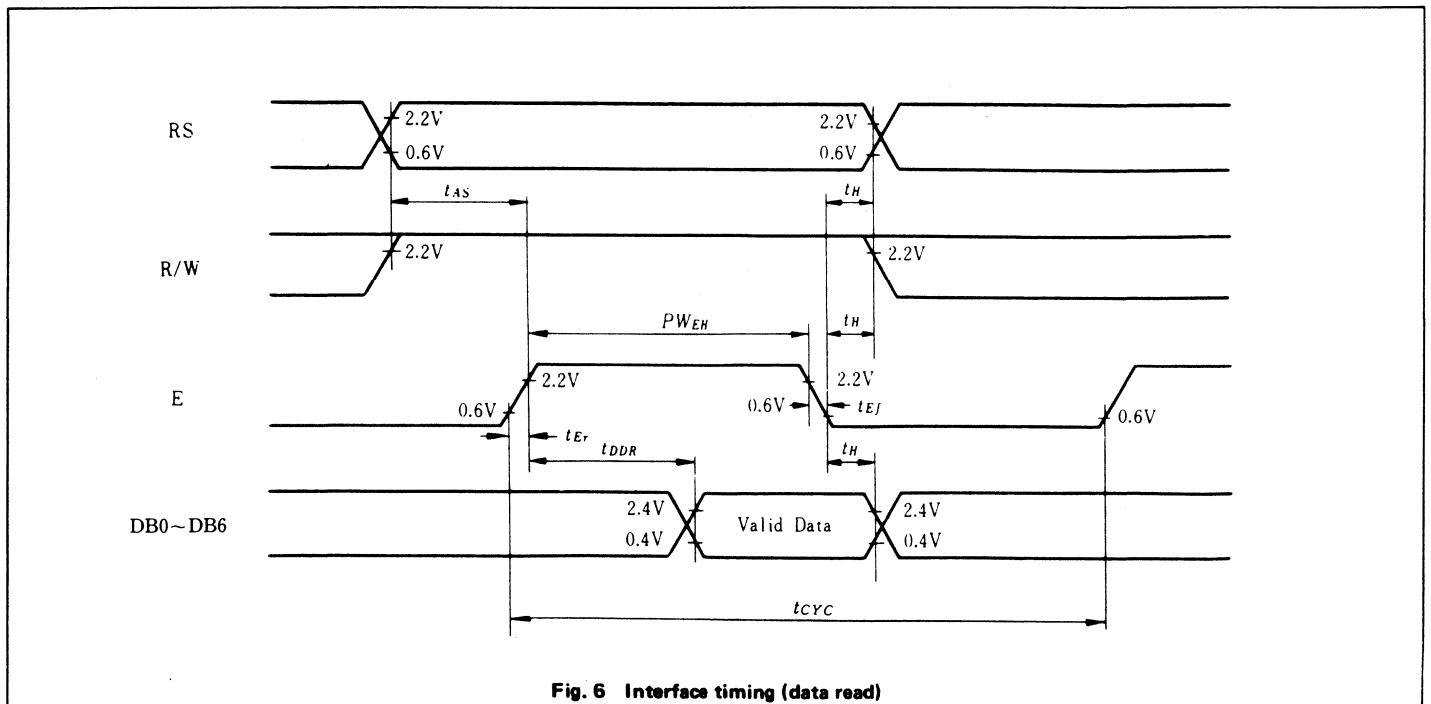 RS
2.2V
2.2V
0.6V
0.6V
tAS
tH
R/W
2.2V
2.2V
PWEH
tH
E
2.2V
2.2V
0.6V
0.6V
tEf
0.6V
tEr
tDDR
tH
DB0~DB6
2.4V
Valid Data
2.4V
0.4V
0.4V
tCYC
Fig. 6 Interface timing (data read)